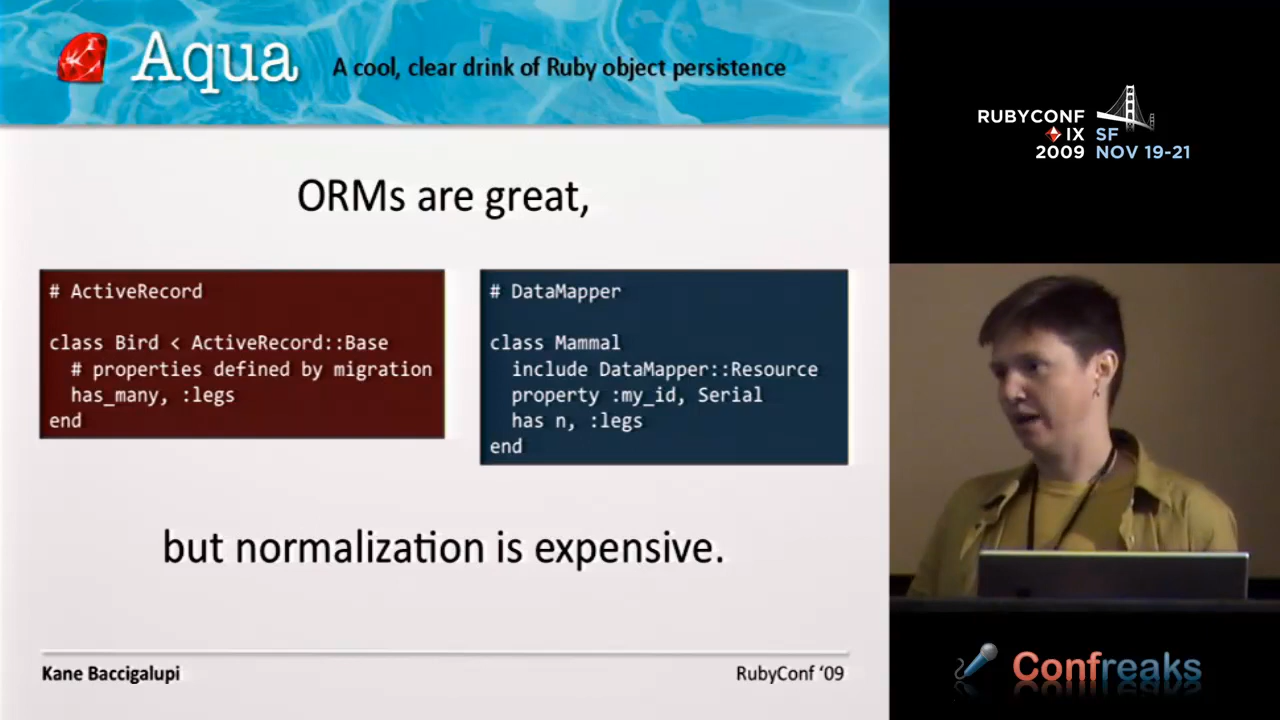 Aqua
A cool, clear drink of Ruby object persistence
ORMs are great,
# ActiveRecord
class Bird < ActiveRecord::Base
# properties defined by migration
has_many, :legs
end
# DataMapper
class Mammal
include DataMapper::Resource
property :my_id, Serial
has n, :legs
end
but normalization is expensive.
Kane Baccigalupi
RubyConf ‘09
RUBYCONF
IX SF
2009 NOV 19-21
Confreaks